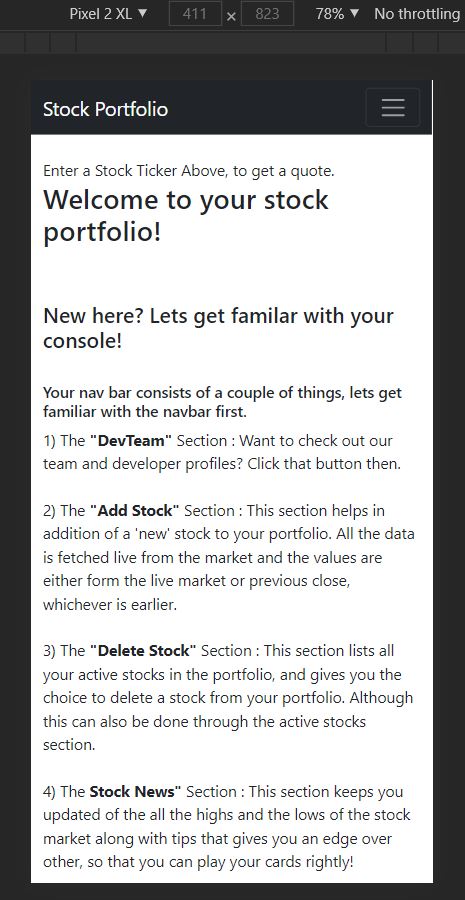 Pixel 2 XL ▼ 411 × 823 78% ▼ No throttling
Stock Portfolio
Enter a Stock Ticker Above, to get a quote.
Welcome to your stock
portfolio!
New here? Lets get familar with your
console!
Your nav bar consists of a couple of things, lets get
familiar with the navbar first.
1) The "DevTeam" Section : Want to check out our
team and developer profiles? Click that button then.
2) The "Add Stock" Section : This section helps in
addition of a 'new' stock to your portfolio. All the data
is fetched live from the market and the values are
either form the live market or previous close,
whichever is earlier.
3) The "Delete Stock" Section : This section lists all
your active stocks in the portfolio, and gives you the
choice to delete a stock from your portfolio. Although
this can also be done through the active stocks
section.
4) The Stock News" Section : This section keeps you
updated of the all the highs and the lows of the stock
market along with tips that gives you an edge over
other, so that you can play your cards rightly!